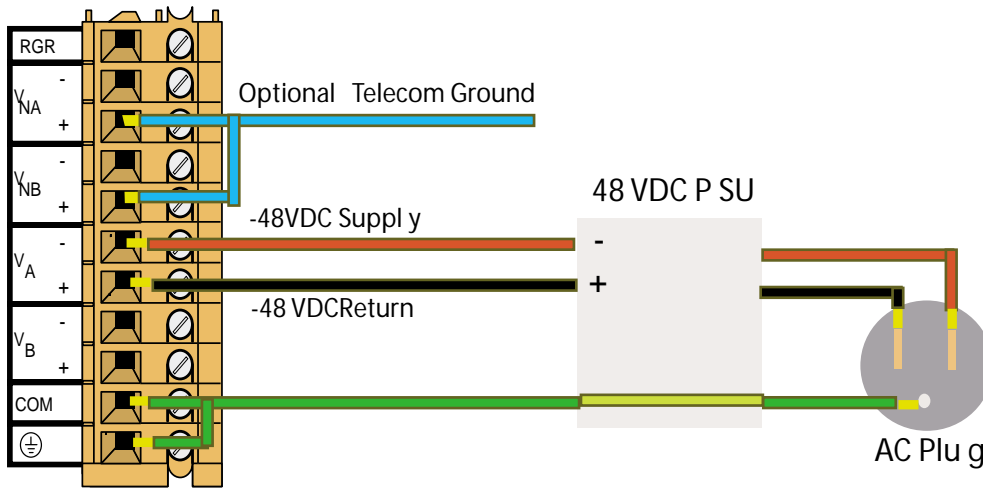 RGR
VNA
-
+
Optional Telecom Ground
VNB
-
+
48 VDC P SU
-48VDC Suppl y
VA
-
+
-
+
-48 VDCReturn
VB
-
+
COM
AC Plu g